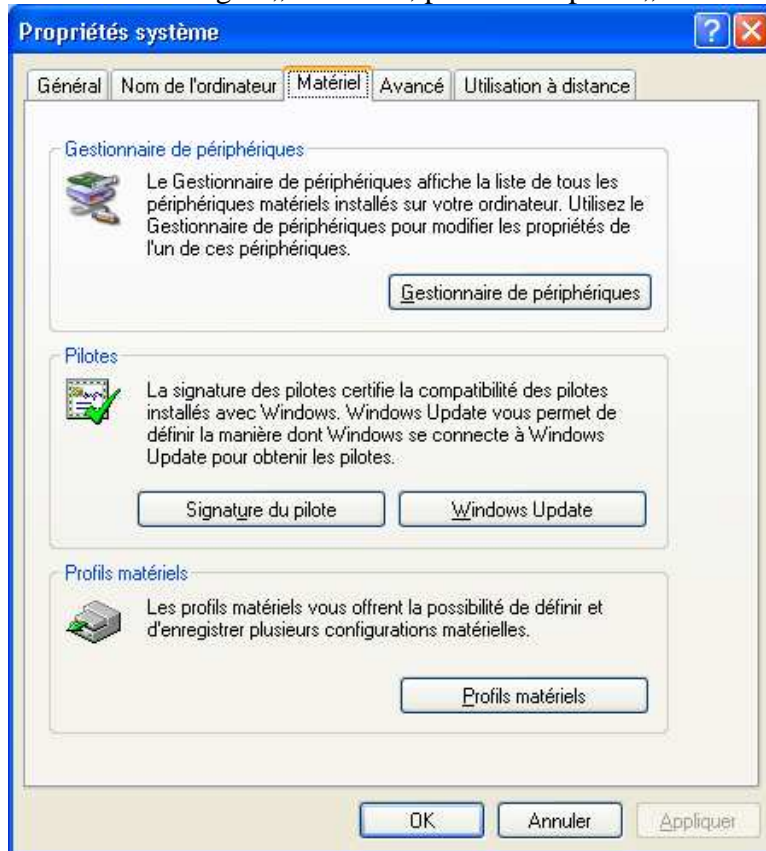 Propriétés système
Général Nom de l'ordinateur Matériel Avancé Utilisation à distance
Gestionnaire de périphériques
Le Gestionnaire de périphériques affiche la liste de tous les
périphériques matériels installés sur votre ordinateur. Utilisez le
Gestionnaire de périphériques pour modifier les propriétés de
l'un de ces périphériques.
Gestionnaire de périphériques
Pilotes
La signature des pilotes certifie la compatibilité des pilotes
installés avec Windows. Windows Update vous permet de
définir la manière dont Windows se connecte à Windows
Update pour obtenir les pilotes.
Signature du pilote Windows Update
Profils matériels
Les profils matériels vous offrent la possibilité de définir et
d'enregistrer plusieurs configurations matérielles.
Profils matériels
OK Annuler Appliquer